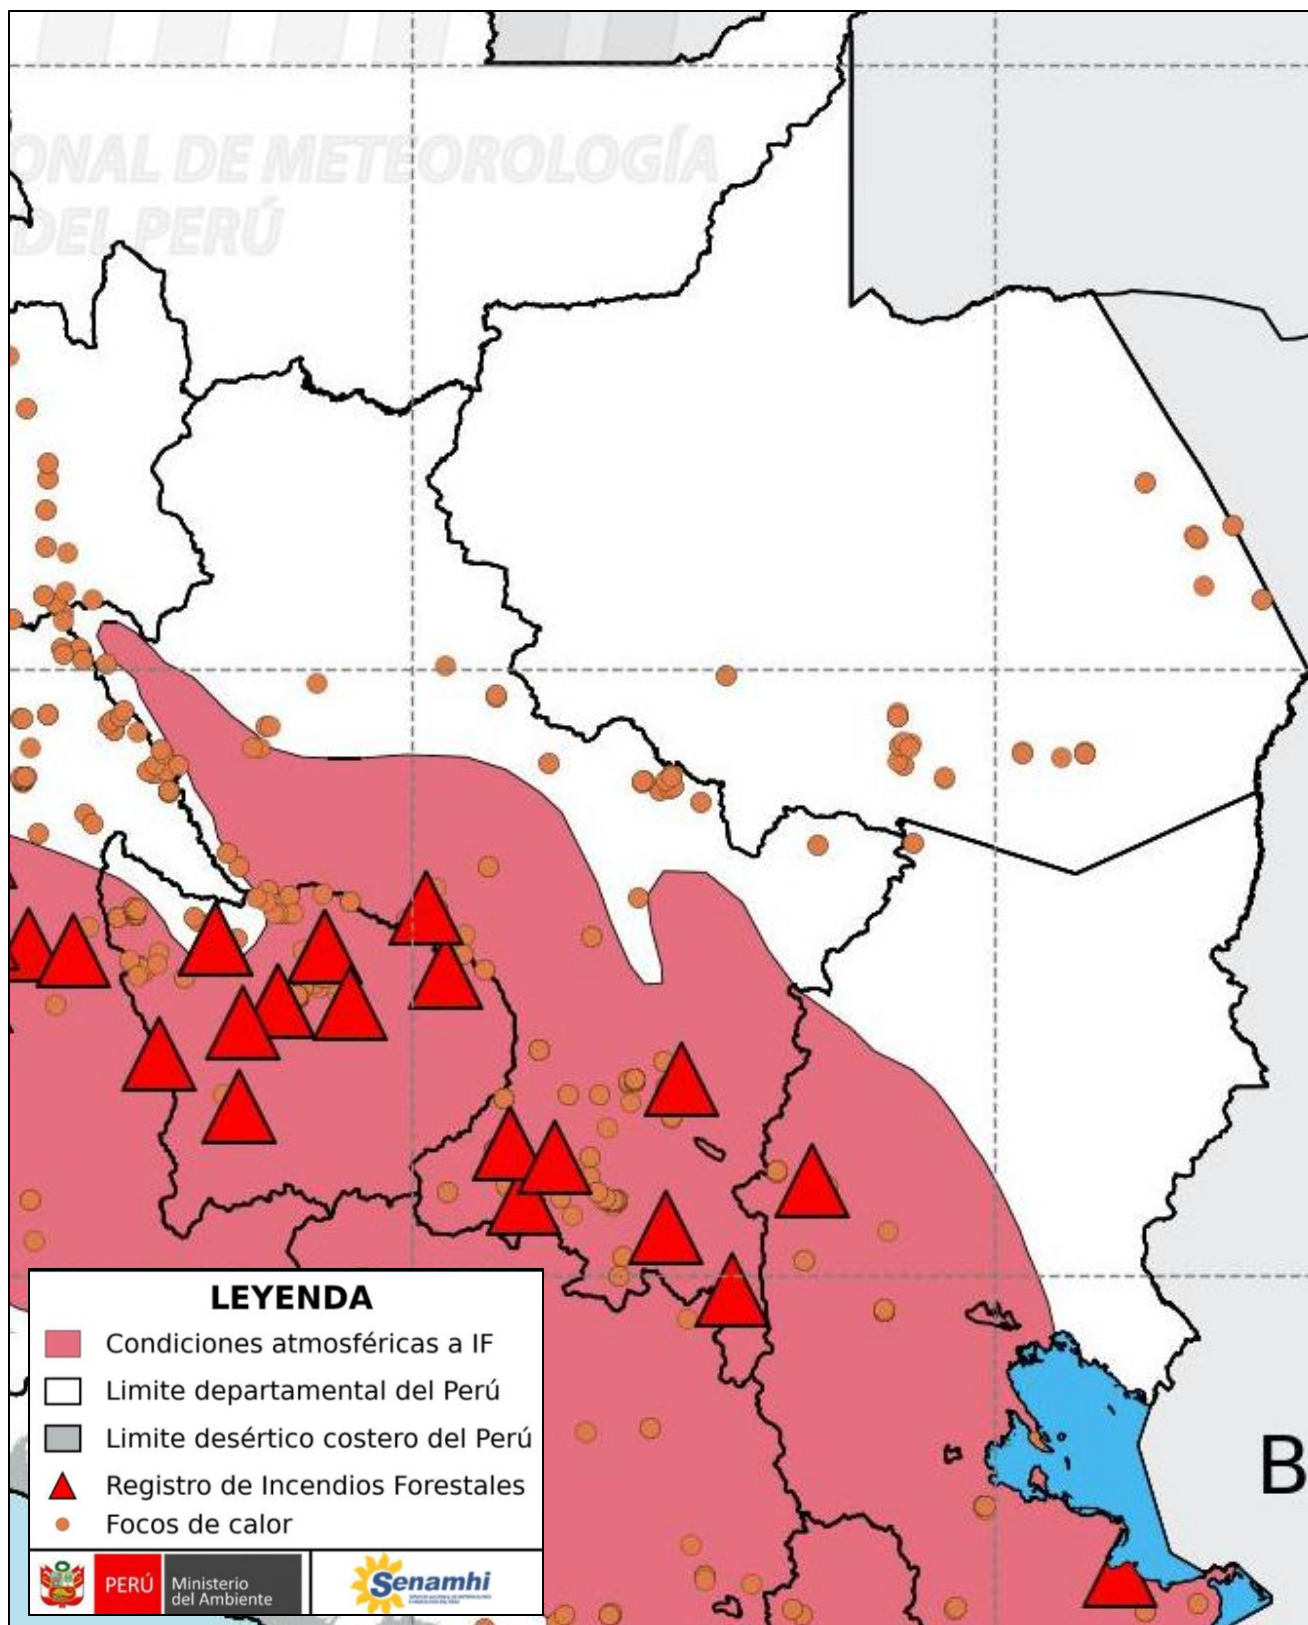 ONAL DE METEOROLOGÍA
DEL PERÚ
B
LEYENDA
Condiciones atmosféricas a IF
Limite departamental del Perú
Limite desértico costero del Perú
Registro de Incendios Forestales
Focos de calor
PERÚ
Ministerio
del Ambiente
Senamhi